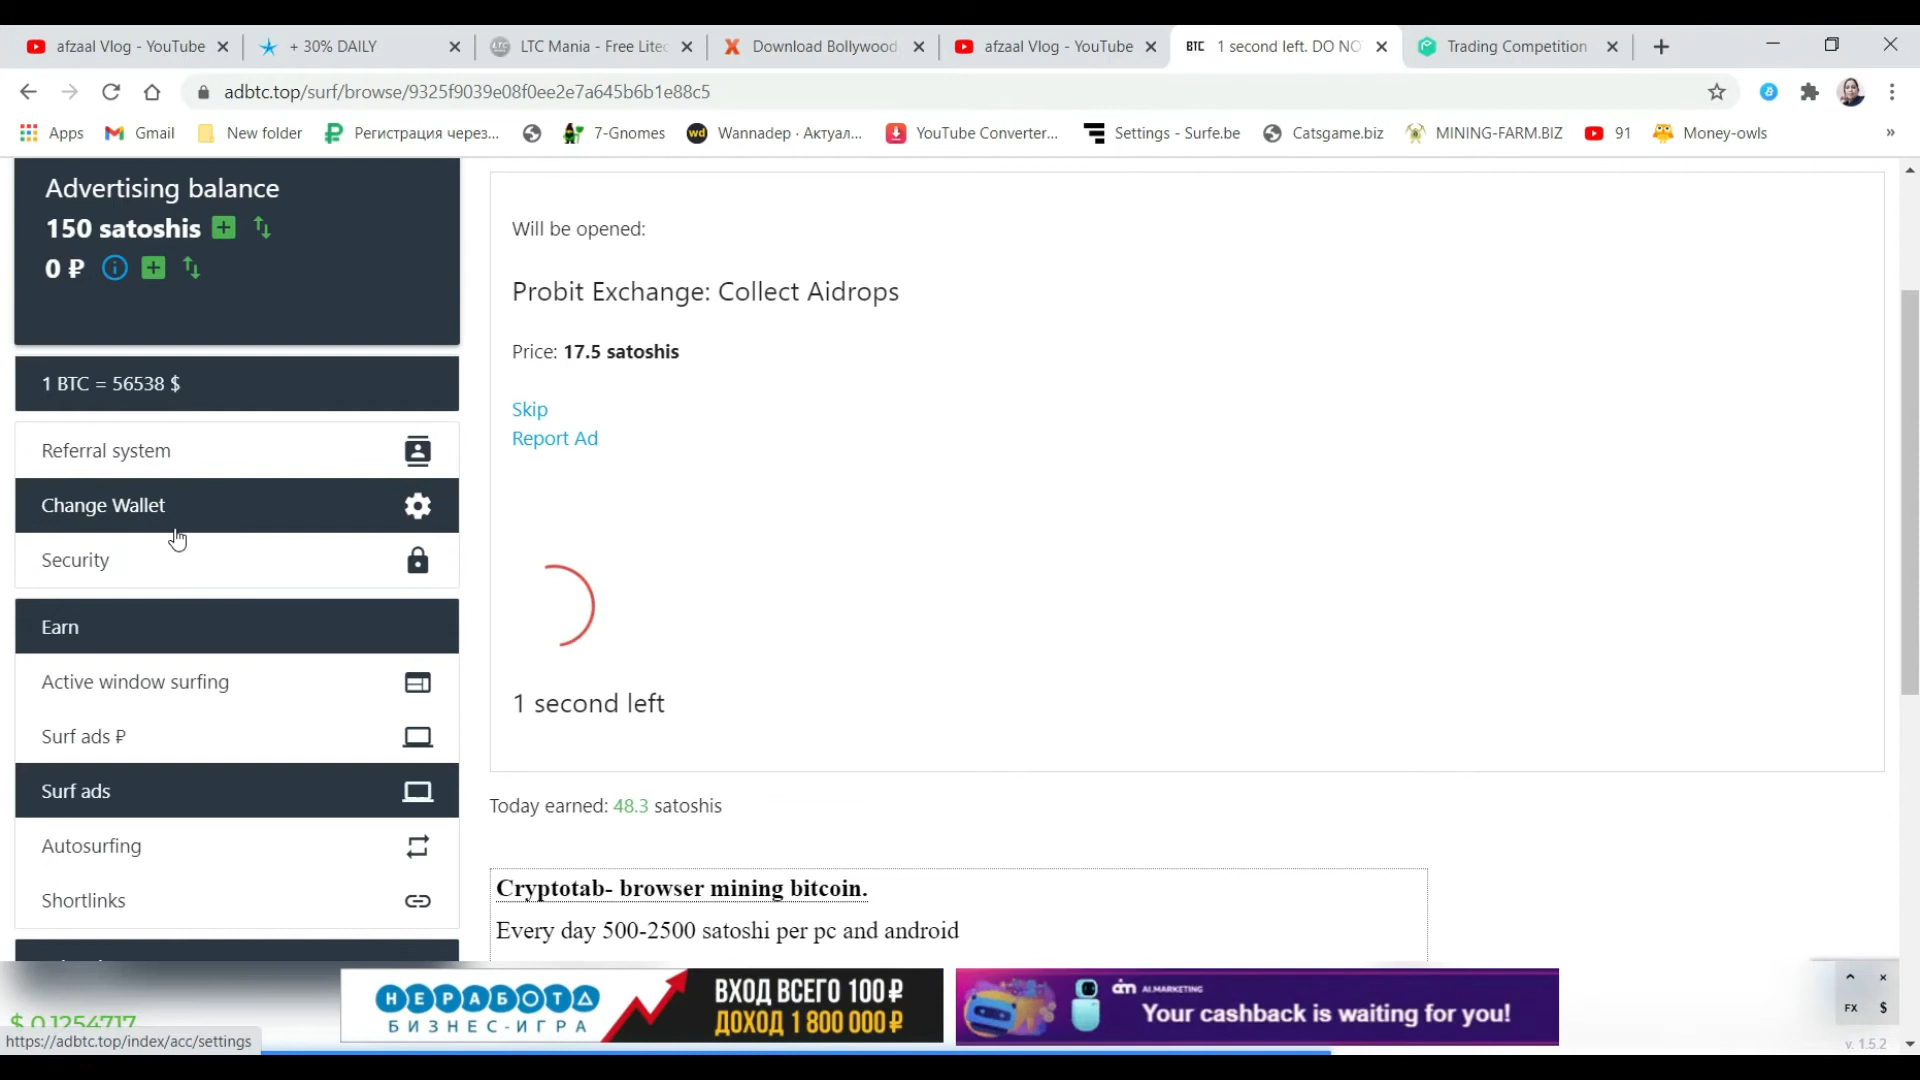 afzaal Vlog - YouTube
+ 30% DAILY
LTC Mania - Free Litec
Download Bollywood
afzaal Vlog - YouTube
BTC 1 second left. DO NO
Trading Competition
adbtc.top/surf/browse/9325f9039e08f0ee2e7a645b6b1e88c5
Apps
Gmail
New folder
Регистрация через...
7-Gnomes
wd Wannadep · Актуал...
YouTube Converter...
Settings - Surfe.be
Catsgame.biz
MINING-FARM.BIZ
91
Money-owls
»
Advertising balance
150 satoshis
0 ₽
1 BTC = 56538 $
Referral system
Change Wallet
Security
Earn
Active window surfing
Surf ads ₽
Surf ads
Autosurfing
Shortlinks
Will be opened:
Probit Exchange: Collect Aidrops
Price: 17.5 satoshis
Skip
Report Ad
1 second left
Today earned: 48.3 satoshis
Cryptotab- browser mining bitcoin.
Every day 500-2500 satoshi per pc and android
$ 0.1254717
https://adbtc.top/index/acc/settings
НЕРАБОТА
БИЗНЕС-ИГРА
ВХОД ВСЕГО 100 ₽
ДОХОД 1 800 000 ₽
aim AI.MARKETING
Your cashback is waiting for you!
FX $
v. 1.5.2